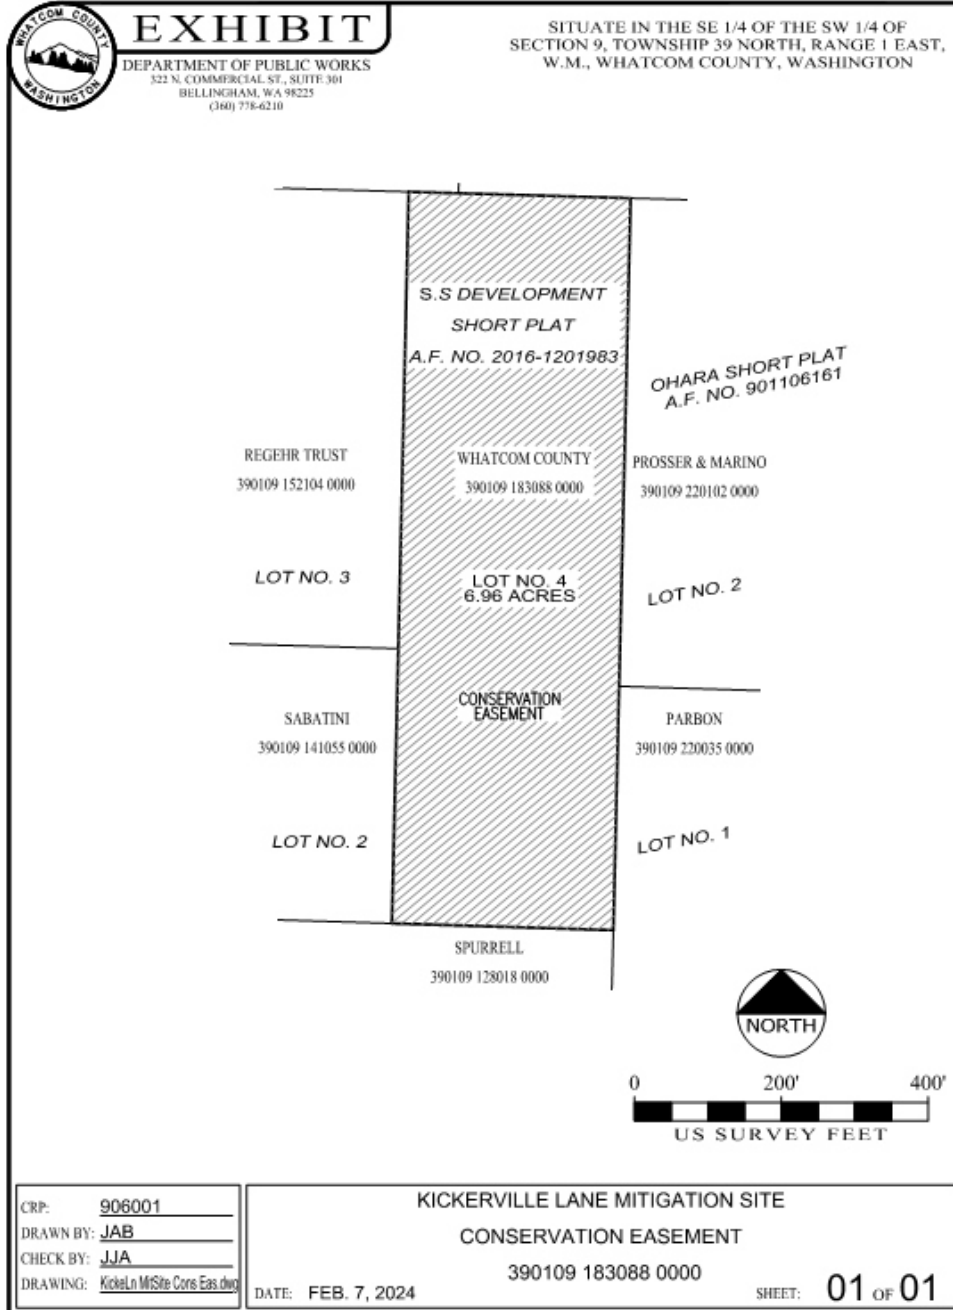 WHATCOM COUNTY
WASHINGTON
EXHIBIT
DEPARTMENT OF PUBLIC WORKS
322 N. COMMERCIAL ST., SUITE 301
BELLINGHAM, WA 98225
(360) 778-6210
SITUATE IN THE SE 1/4 OF THE SW 1/4 OF
SECTION 9, TOWNSHIP 39 NORTH, RANGE 1 EAST,
W.M., WHATCOM COUNTY, WASHINGTON
S.S DEVELOPMENT
SHORT PLAT
A.F. NO. 2016-1201983
OHARA SHORT PLAT
A.F. NO. 901106161
REGEHR TRUST
390109 152104 0000
WHATCOM COUNTY
390109 183088 0000
PROSSER & MARINO
390109 220102 0000
LOT NO. 3
LOT NO. 4
6.96 ACRES
LOT NO. 2
CONSERVATION
EASEMENT
SABATINI
390109 141055 0000
PARBON
390109 220035 0000
LOT NO. 2
LOT NO. 1
SPURRELL
390109 128018 0000
NORTH
0 200' 400'
US SURVEY FEET
CRP: 906001
DRAWN BY: JAB
CHECK BY: JJA
DRAWING: KickeLn MitSite Cons Eas.dwg
KICKERVILLE LANE MITIGATION SITE
CONSERVATION EASEMENT
390109 183088 0000
DATE: FEB. 7, 2024
SHEET: 01 OF 01